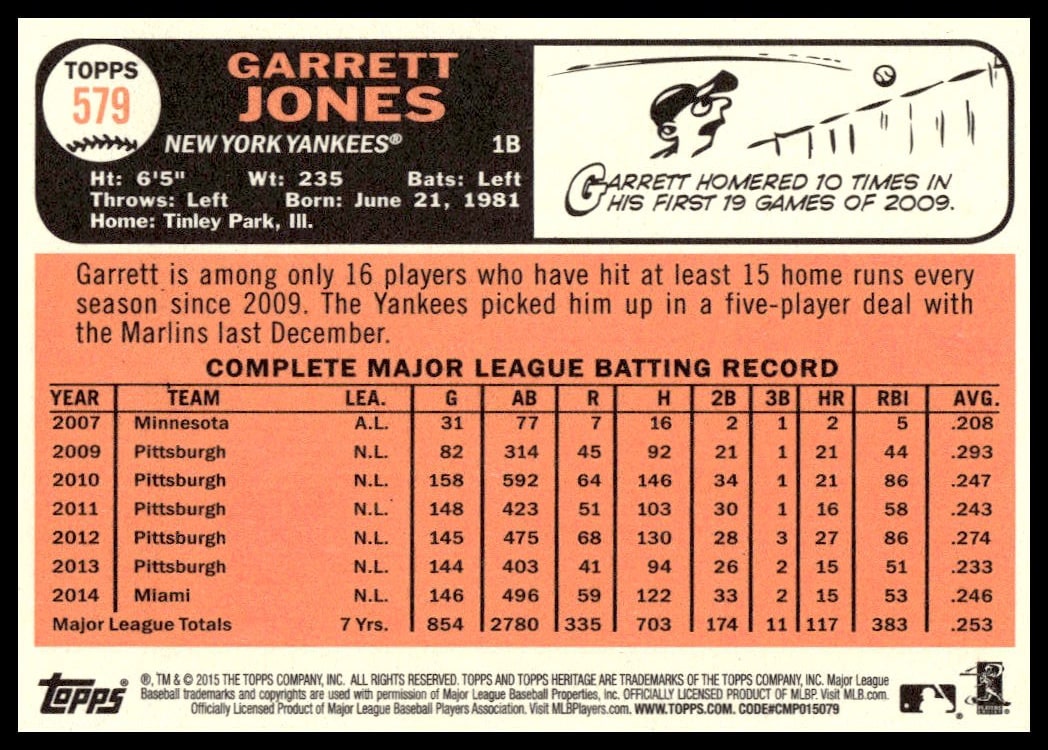 TOPPS
579
GARRETT
JONES
NEW YORK YANKEES® 1B
Ht: 6'5" Wt: 235 Bats: Left
Throws: Left Born: June 21, 1981
Home: Tinley Park, Ill.
GARRETT HOMERED 10 TIMES IN
HIS FIRST 19 GAMES OF 2009.
Garrett is among only 16 players who have hit at least 15 home runs every
season since 2009. The Yankees picked him up in a five-player deal with
the Marlins last December.
COMPLETE MAJOR LEAGUE BATTING RECORD
YEAR TEAM LEA. G AB R H 2B 3B HR RBI AVG.
2007 Minnesota A.L. 31 77 7 16 2 1 2 5 .208
2009 Pittsburgh N.L. 82 314 45 92 21 1 21 44 .293
2010 Pittsburgh N.L. 158 592 64 146 34 1 21 86 .247
2011 Pittsburgh N.L. 148 423 51 103 30 1 16 58 .243
2012 Pittsburgh N.L. 145 475 68 130 28 3 27 86 .274
2013 Pittsburgh N.L. 144 403 41 94 26 2 15 51 .233
2014 Miami N.L. 146 496 59 122 33 2 15 53 .246
Major League Totals 7 Yrs. 854 2780 335 703 174 11 117 383 .253
topps
®, TM & © 2015 THE TOPPS COMPANY, INC. ALL RIGHTS RESERVED. TOPPS AND TOPPS HERITAGE ARE TRADEMARKS OF THE TOPPS COMPANY, INC. Major League
Baseball trademarks and copyrights are used with permission of Major League Baseball Properties, Inc. OFFICIALLY LICENSED PRODUCT OF MLBP. Visit MLB.com.
Officially Licensed Product of Major League Baseball Players Association. Visit MLBPlayers.com. WWW.TOPPS.COM. CODE#CMP015079